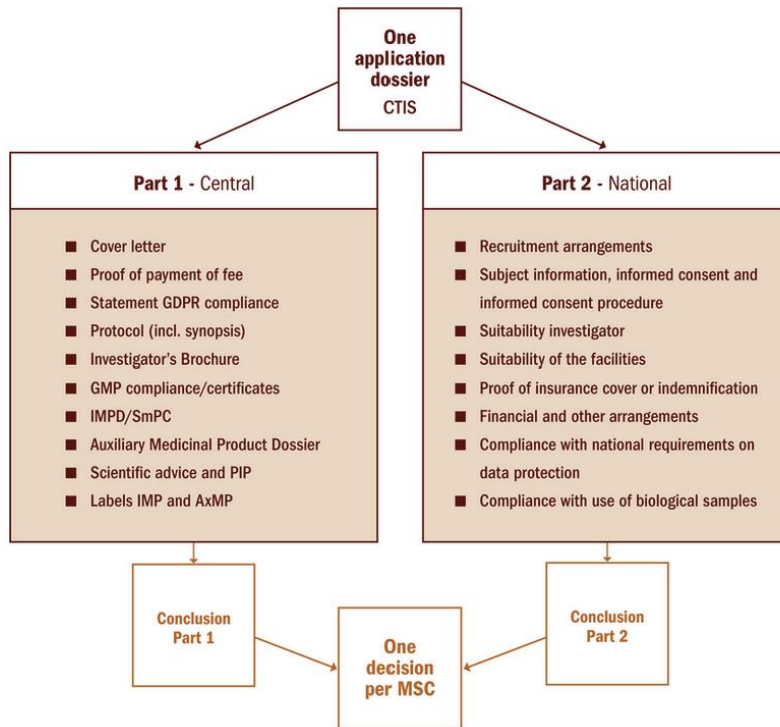 One
application
dossier
CTIS
Part 1 - Central
Cover letter
Proof of payment of fee
Statement GDPR compliance
Protocol (incl. synopsis)
Investigator's Brochure
GMP compliance/certificates
IMPD/SmPC
Auxiliary Medicinal Product Dossier
Scientific advice and PIP
Labels IMP and AxMP
Part 2 - National
Recruitment arrangements
Subject information, informed consent and
informed consent procedure
Suitability investigator
Suitability of the facilities
Proof of insurance cover or indemnification
Financial and other arrangements
Compliance with national requirements on
data protection
Compliance with use of biological samples
Conclusion
Part 1
One
decision
per MSC
Conclusion
Part 2